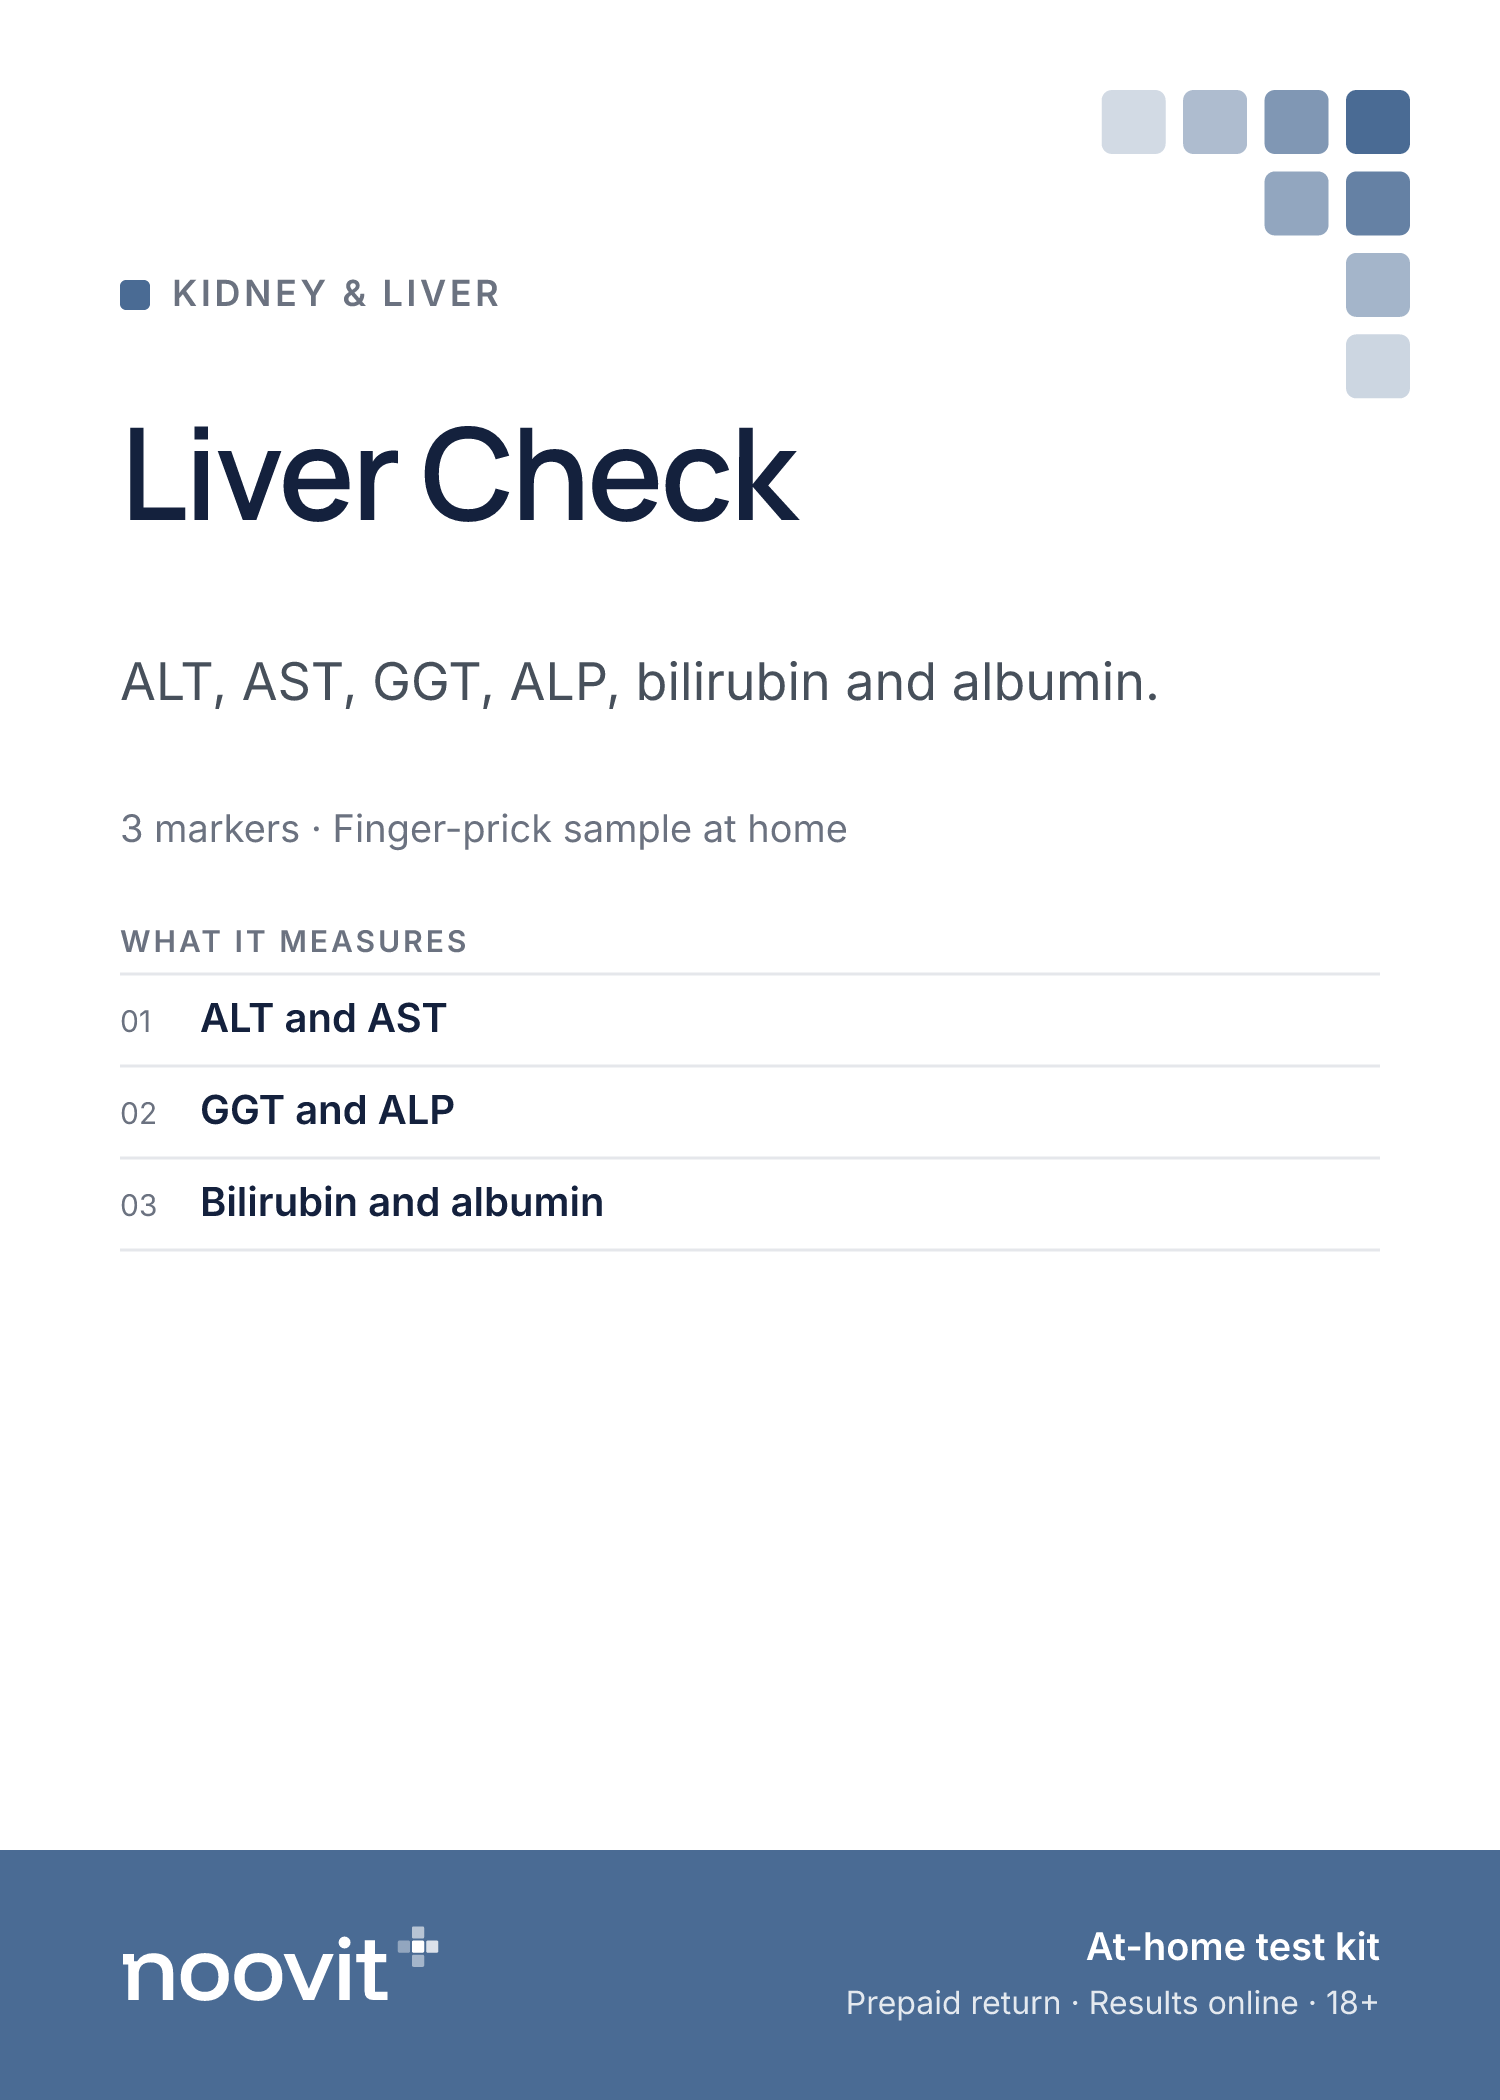 KIDNEY & LIVER
Liver Check
ALT, AST, GGT, ALP, bilirubin and albumin.
3 markers · Finger-prick sample at home
WHAT IT MEASURES
01 ALT and AST
02 GGT and ALP
03 Bilirubin and albumin
noovit
At-home test kit
Prepaid return · Results online · 18+